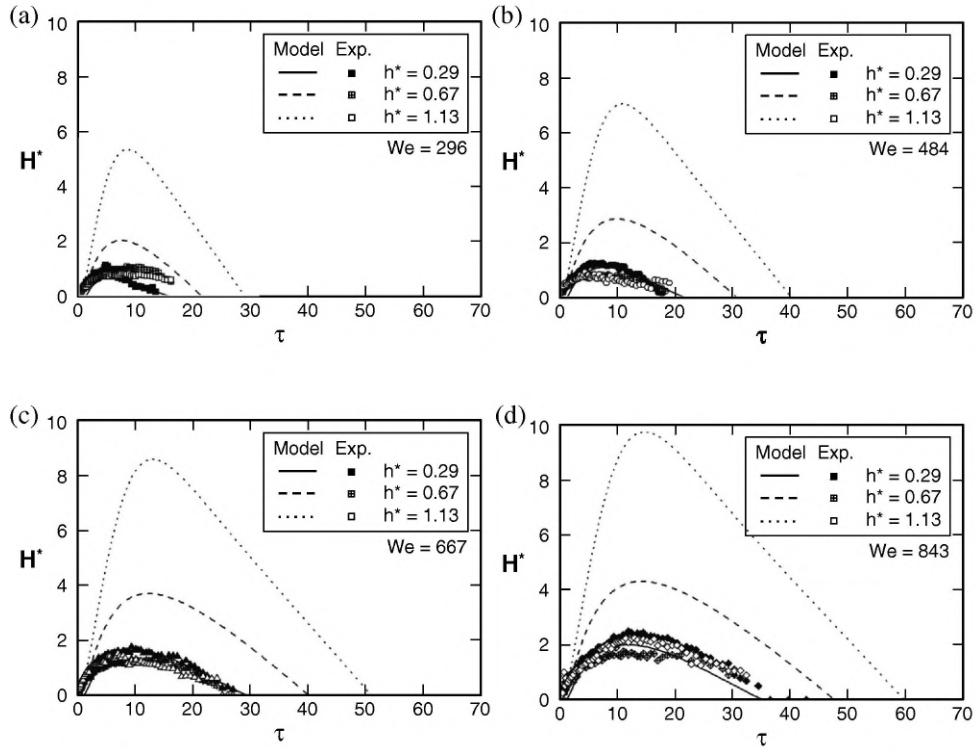 (a)
10
8
6
4
2
0
H*
Model Exp.
h* = 0.29
h* = 0.67
h* = 1.13
We = 296
0 10 20 30 40 50 60 70
τ
(b)
10
8
6
4
2
0
H*
Model Exp.
h* = 0.29
h* = 0.67
h* = 1.13
We = 484
0 10 20 30 40 50 60 70
τ
(c)
10
8
6
4
2
0
H*
Model Exp.
h* = 0.29
h* = 0.67
h* = 1.13
We = 667
0 10 20 30 40 50 60 70
τ
(d)
10
8
6
4
2
0
H*
Model Exp.
h* = 0.29
h* = 0.67
h* = 1.13
We = 843
0 10 20 30 40 50 60 70
τ